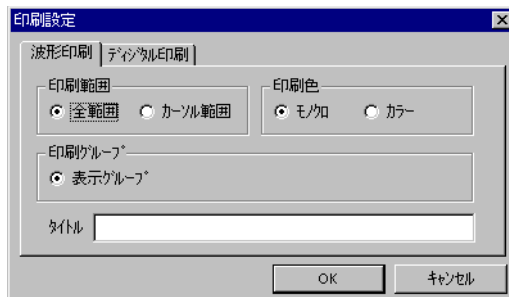 印刷設定
波形印刷 ディジタル印刷
印刷範囲 印刷色
全範囲 カーソル範囲 モノクロ カラー
印刷グループ
表示グループ
タイトル
OK キャンセル